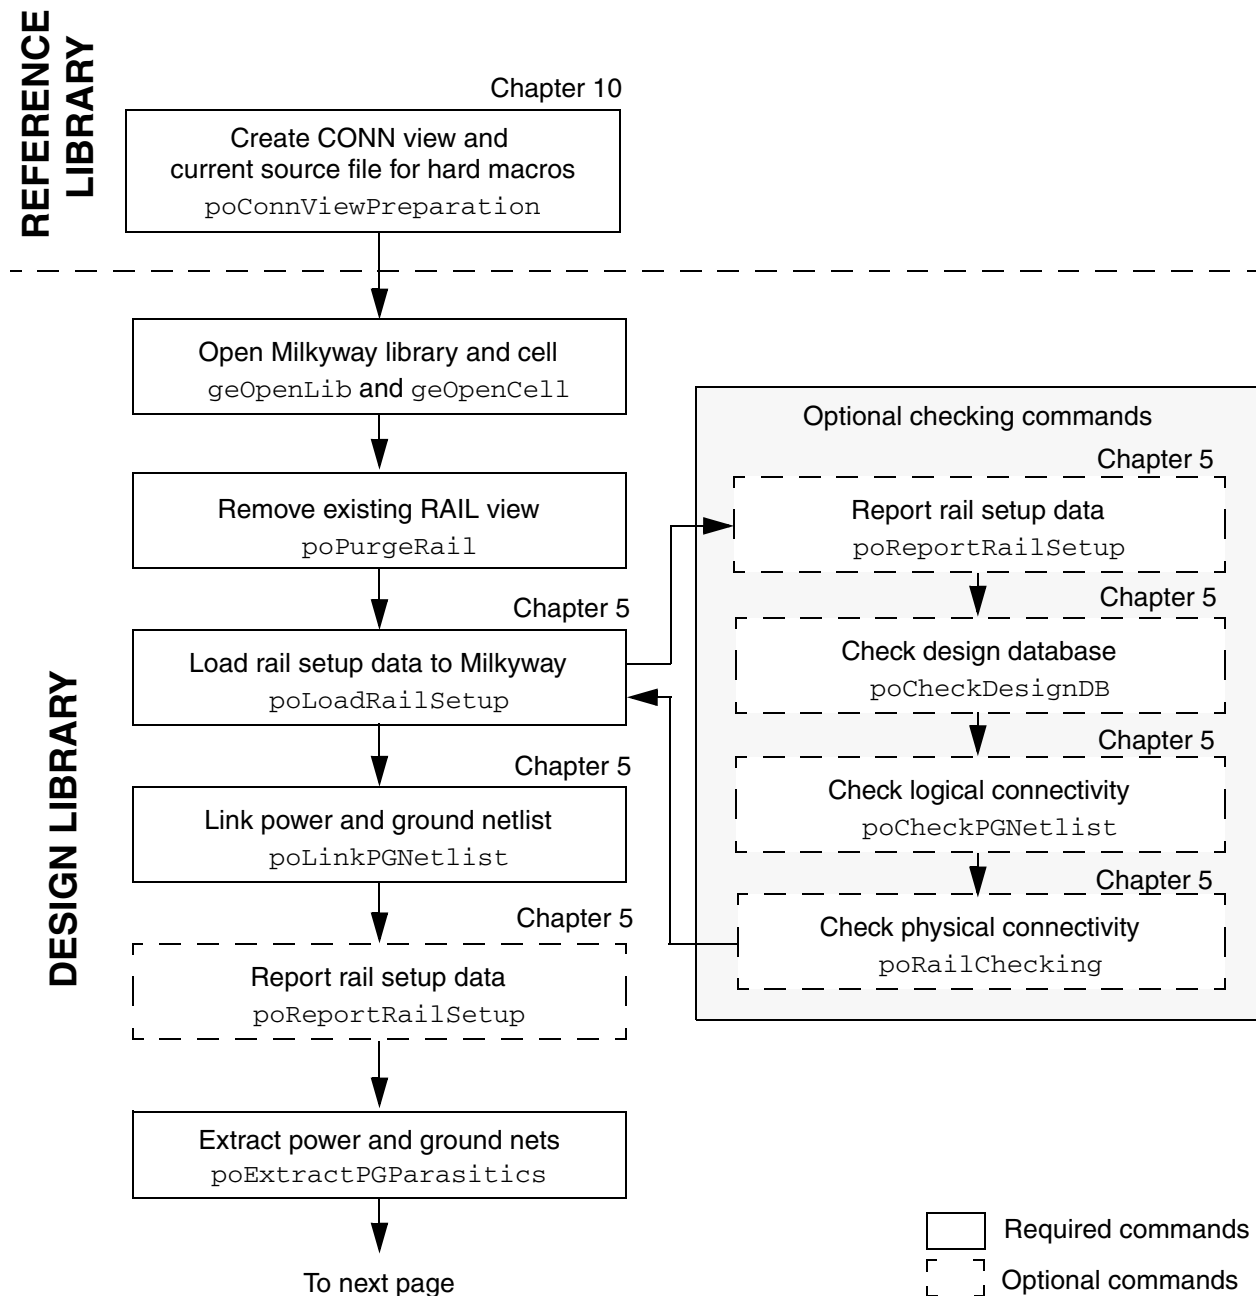 REFERENCE
LIBRARY
Chapter 10
Create CONN view and
current source file for hard macros
poConnViewPreparation
DESIGN LIBRARY
Open Milkyway library and cell
geOpenLib and geOpenCell
Remove existing RAIL view
poPurgeRail
Chapter 5
Load rail setup data to Milkyway
poLoadRailSetup
Chapter 5
Link power and ground netlist
poLinkPGNetlist
Chapter 5
Report rail setup data
poReportRailSetup
Extract power and ground nets
poExtractPGParasitics
To next page
Optional checking commands
Chapter 5
Report rail setup data
poReportRailSetup
Chapter 5
Check design database
poCheckDesignDB
Chapter 5
Check logical connectivity
poCheckPGNetlist
Chapter 5
Check physical connectivity
poRailChecking
Required commands
Optional commands